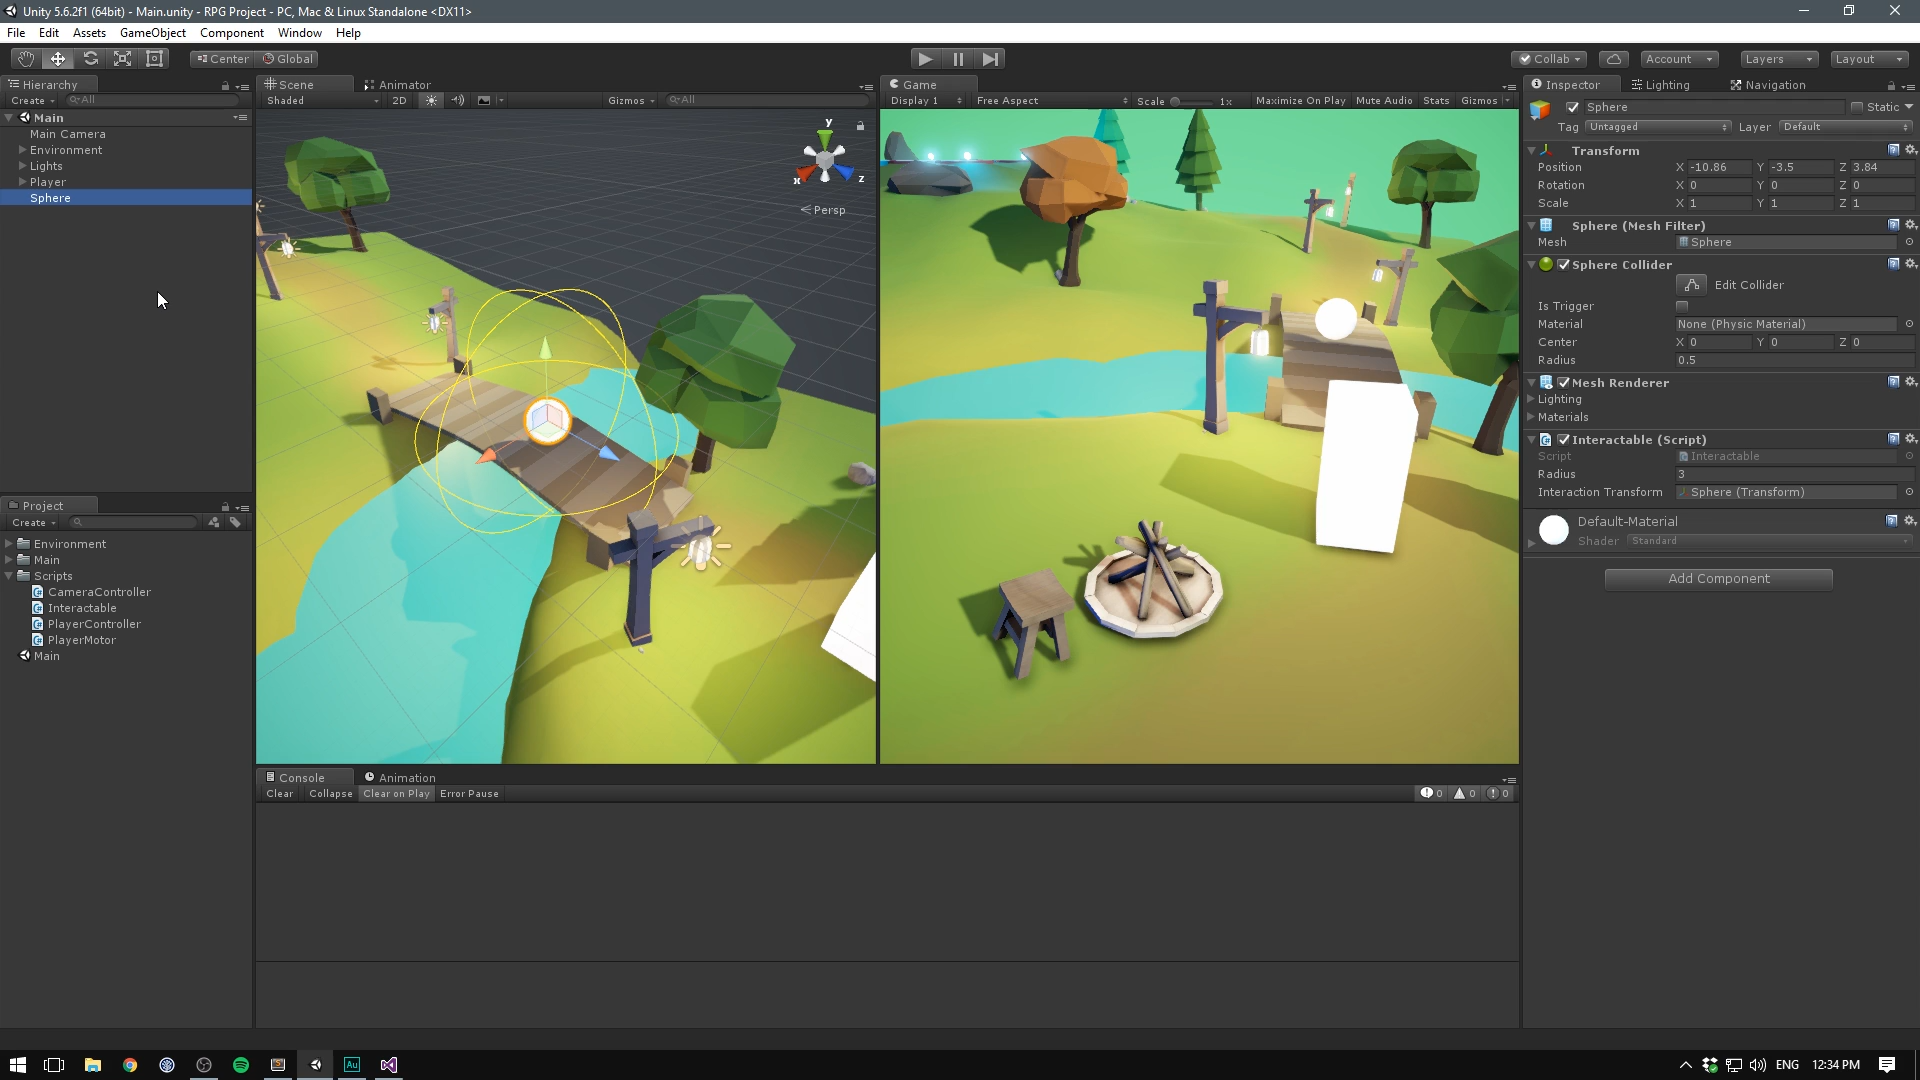 Unity 5.6.2f1 (64bit) - Main.unity - RPG Project - PC, Mac & Linux Standalone <DX11>
File Edit Assets GameObject Component Window Help
Center Global
Collab Account Layers Layout
Hierarchy
Create All
Main
Main Camera
Environment
Lights
Player
Sphere
Project
Create
Environment
Main
Scripts
CameraController
Interactable
PlayerController
PlayerMotor
Main
Scene Animator
Shaded 2D Gizmos All
y
x z
Persp
Game
Display 1 Free Aspect Scale 1x Maximize On Play Mute Audio Stats Gizmos
Console Animation
Clear Collapse Clear on Play Error Pause 0 0 0
Inspector Lighting Navigation
Sphere Static
Tag Untagged Layer Default
Transform
Position X -10.86 Y -3.5 Z 3.84
Rotation X 0 Y 0 Z 0
Scale X 1 Y 1 Z 1
Sphere (Mesh Filter)
Mesh Sphere
Sphere Collider
Edit Collider
Is Trigger
Material None (Physic Material)
Center X 0 Y 0 Z 0
Radius 0.5
Mesh Renderer
Lighting
Materials
Interactable (Script)
Script Interactable
Radius 3
Interaction Transform Sphere (Transform)
Default-Material
Shader Standard
Add Component
Au
ENG 12:34 PM